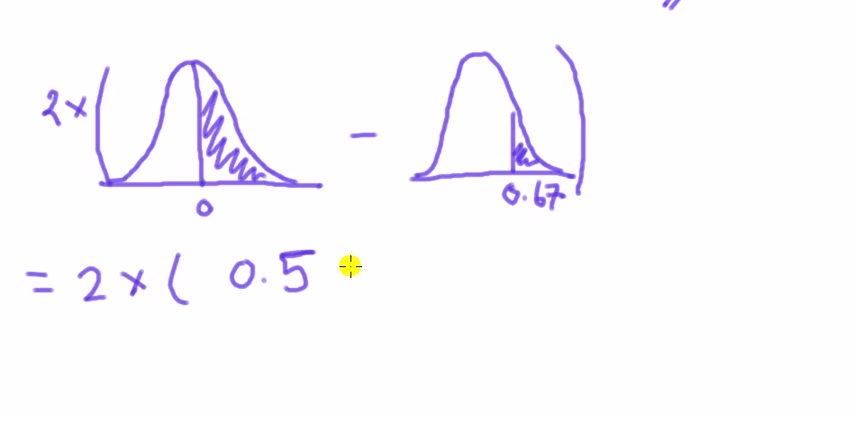 2 × ( − )
0
0.67
= 2 × ( 0.5